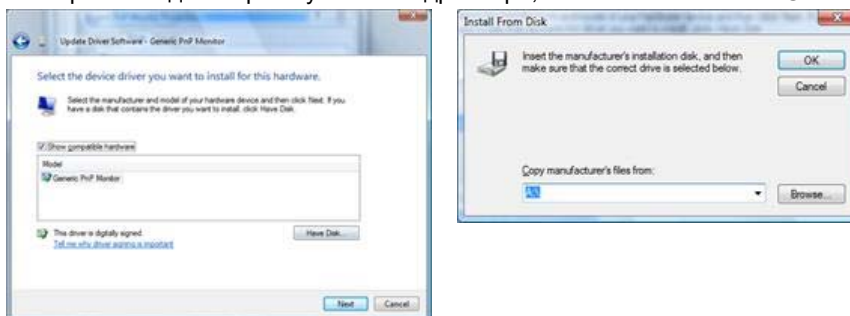 Update Driver Software - Generic PnP Monitor
Select the device driver you want to install for this hardware.
Select the manufacturer and model of your hardware device and then click Next. If you
have a disk that contains the driver you want to install, click Have Disk.
Show compatible hardware
Model
Generic PnP Monitor
This driver is digitally signed.
Tell me why driver signing is important
Have Disk...
Next
Cancel
Install From Disk
Insert the manufacturer's installation disk, and then
make sure that the correct drive is selected below.
OK
Cancel
Copy manufacturer's files from:
A:\
Browse...